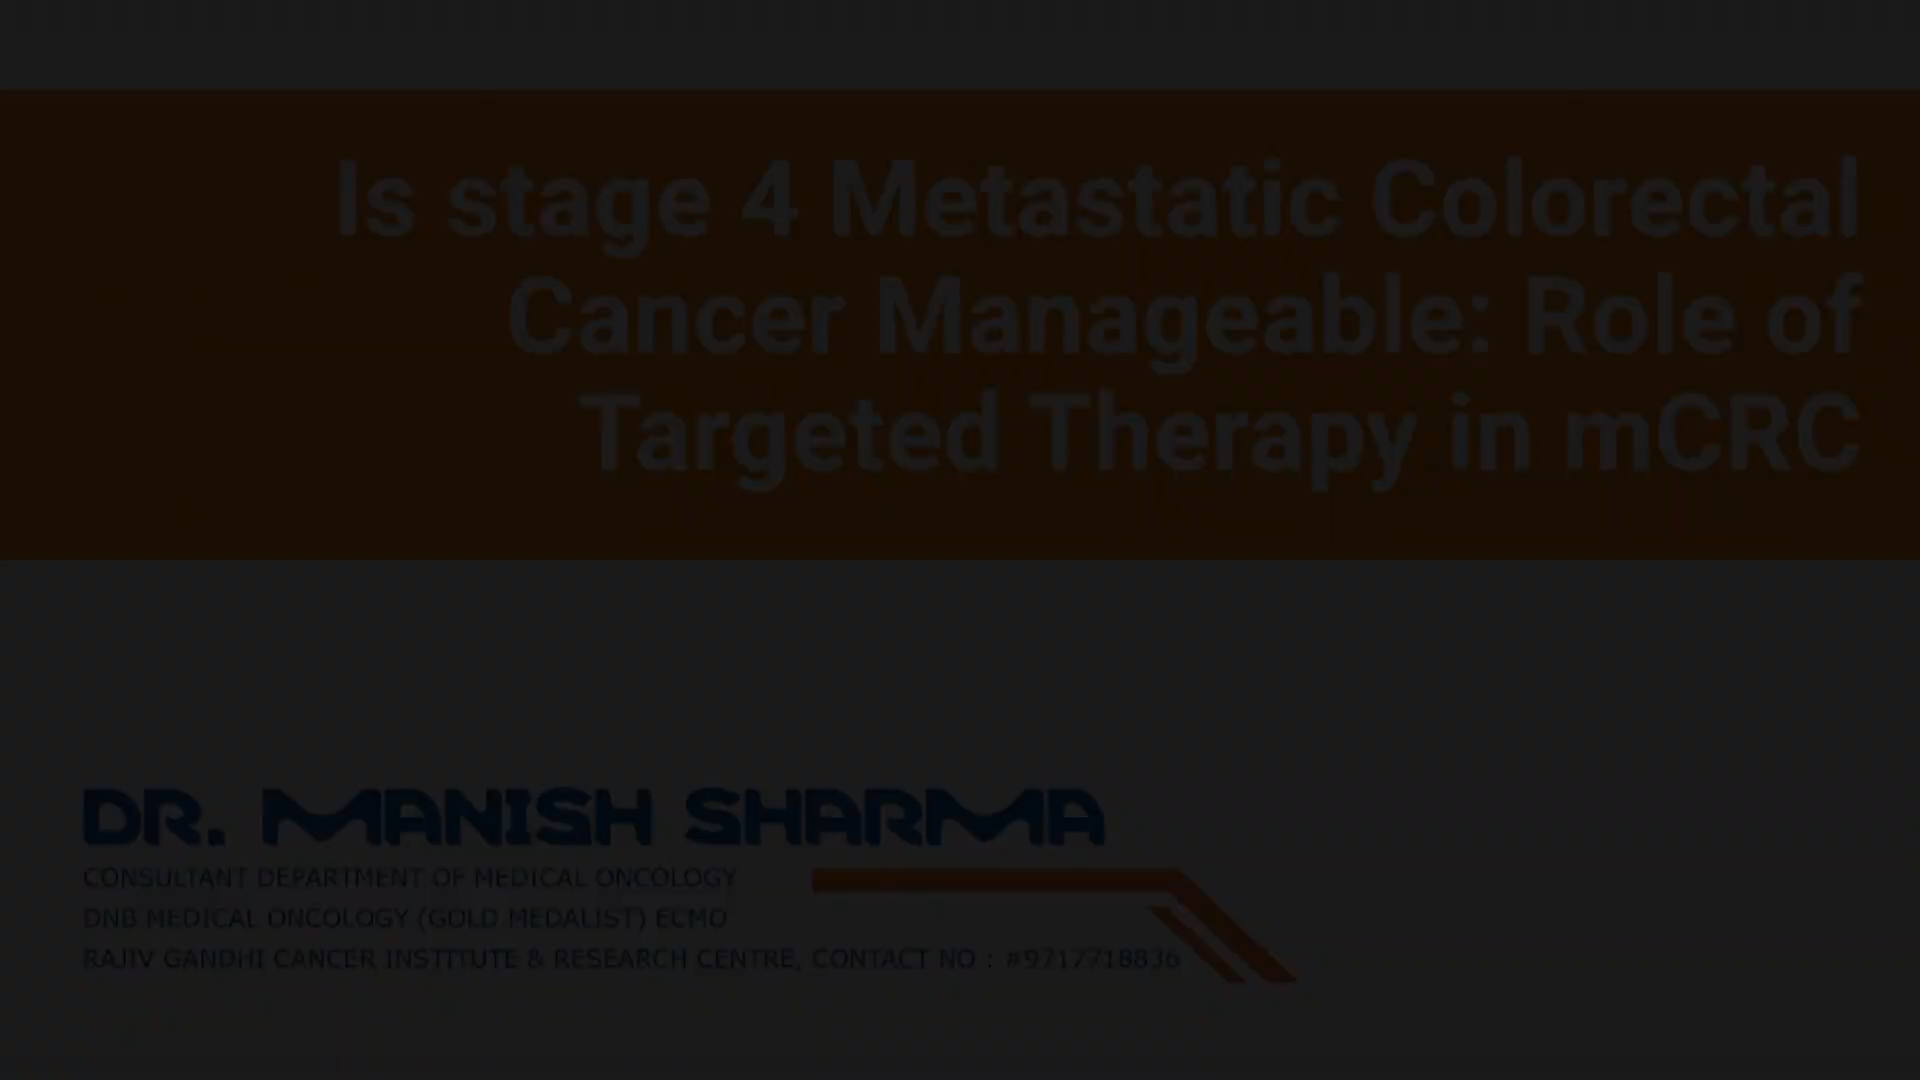 Is stage 4 Metastatic Colorectal
Cancer Manageable: Role of
Targeted Therapy in mCRC
DR. MANISH SHARMA
CONSULTANT DEPARTMENT OF MEDICAL ONCOLOGY
DNB MEDICAL ONCOLOGY (GOLD MEDALIST) ECMO
RAJIV GANDHI CANCER INSTITUTE & RESEARCH CENTRE, CONTACT NO : #9717718836